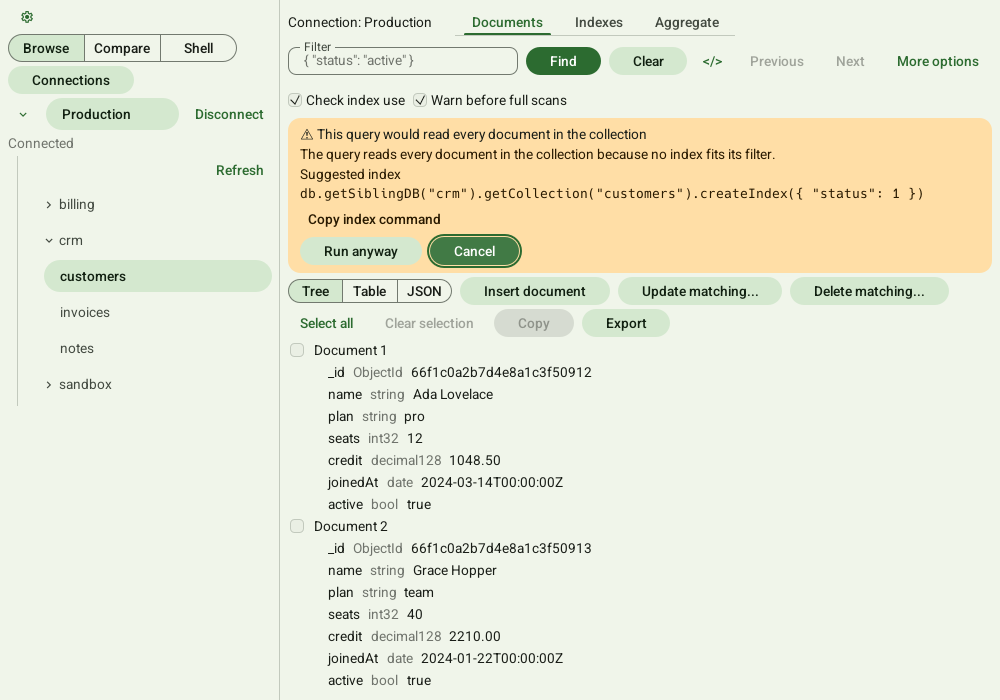 Browse Compare Shell
Connections
Production Disconnect
Connected
Refresh
billing
crm
customers
invoices
notes
sandbox
Connection: Production Documents Indexes Aggregate
Filter
{ "status": "active" } Find Clear </> Previous Next More options
Check index use Warn before full scans
⚠ This query would read every document in the collection
The query reads every document in the collection because no index fits its filter.
Suggested index
db.getSiblingDB("crm").getCollection("customers").createIndex({ "status": 1 })
Copy index command
Run anyway Cancel
Tree Table JSON Insert document Update matching... Delete matching...
Select all Clear selection Copy Export
Document 1
_id ObjectId 66f1c0a2b7d4e8a1c3f50912
name string Ada Lovelace
plan string pro
seats int32 12
credit decimal128 1048.50
joinedAt date 2024-03-14T00:00:00Z
active bool true
Document 2
_id ObjectId 66f1c0a2b7d4e8a1c3f50913
name string Grace Hopper
plan string team
seats int32 40
credit decimal128 2210.00
joinedAt date 2024-01-22T00:00:00Z
active bool true